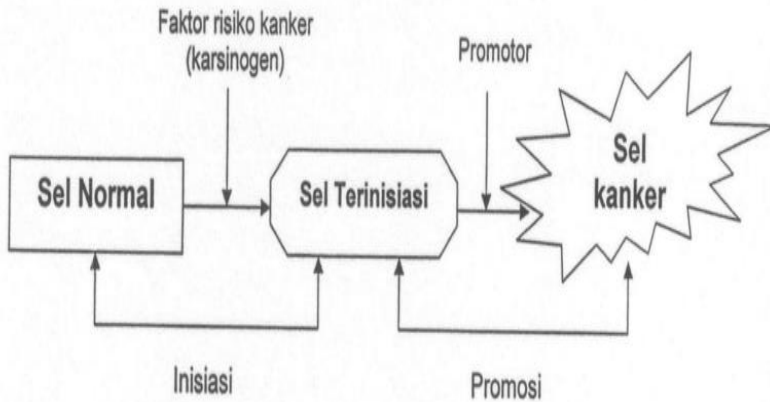 Faktor risiko kanker
(karsinogen)
Promotor
Sel Normal
Sel Terinisiasi
Sel
kanker
Inisiasi
Promosi